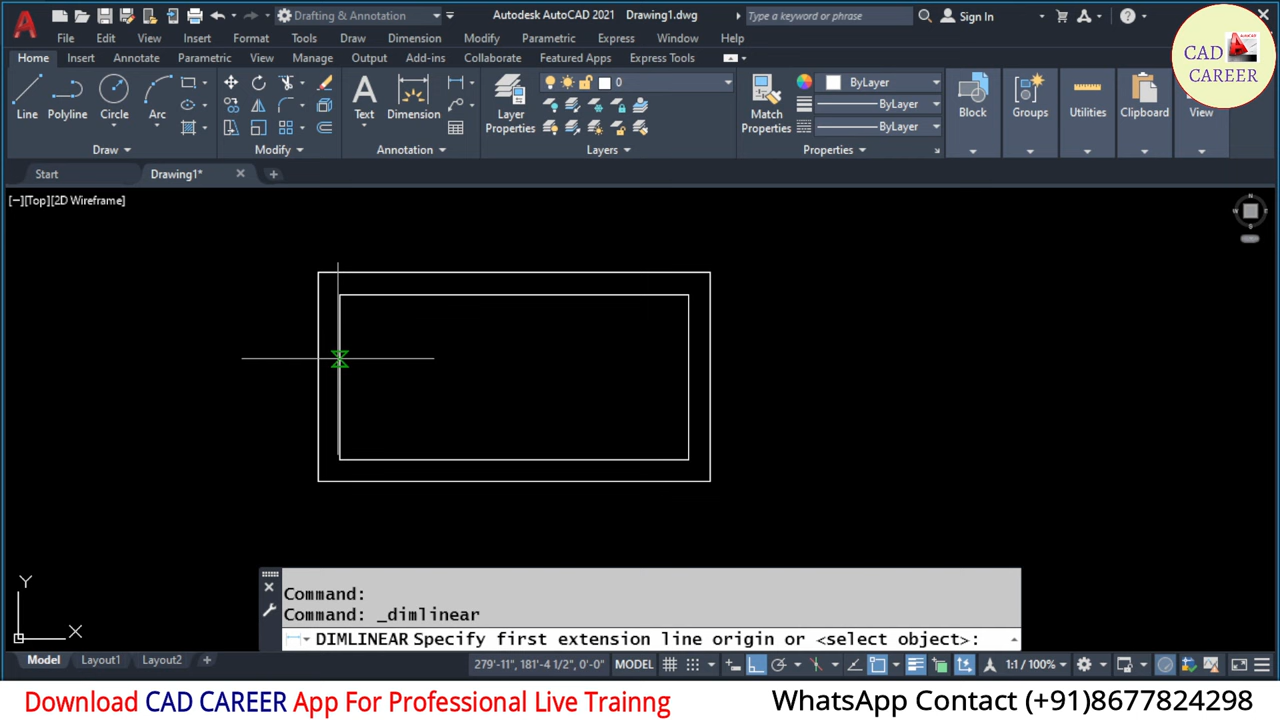 Drafting & Annotation
Autodesk AutoCAD 2021 Drawing1.dwg
Type a keyword or phrase
Sign In
File Edit View Insert Format Tools Draw Dimension Modify Parametric Express Window Help
Home Insert Annotate Parametric View Manage Output Add-ins Collaborate Featured Apps Express Tools
CAD
CAREER
0
ByLayer
ByLayer
ByLayer
Line Polyline Circle Arc
Text Dimension
Layer
Properties
Match
Properties
Block Groups Utilities Clipboard View
Draw Modify Annotation Layers Properties
Start Drawing1*
[−][Top][2D Wireframe]
N
W
E
S
Y
X
Command:
Command: _dimlinear
DIMLINEAR Specify first extension line origin or <select object>:
Model Layout1 Layout2
279'-11", 181'-4 1/2", 0'-0" MODEL 1:1 / 100%
Download CAD CAREER App For Professional Live Trainng
WhatsApp Contact (+91)8677824298